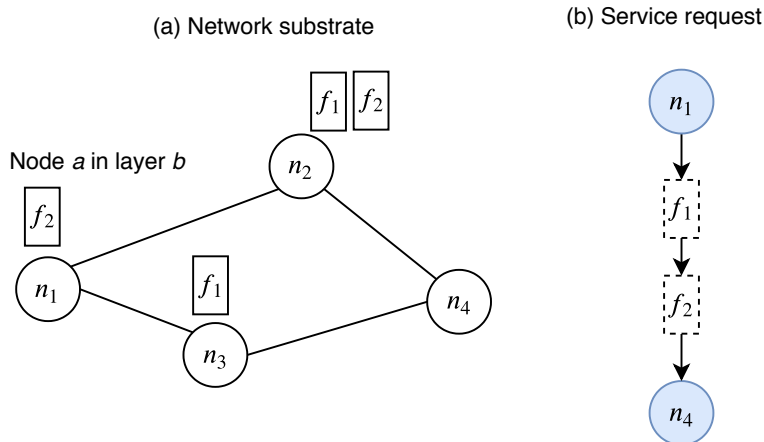 (a) Network substrate
(b) Service request
f1 f2
n1
n2
Node a in layer b
f2
f1
f1
n1
n4
n3
f2
n4